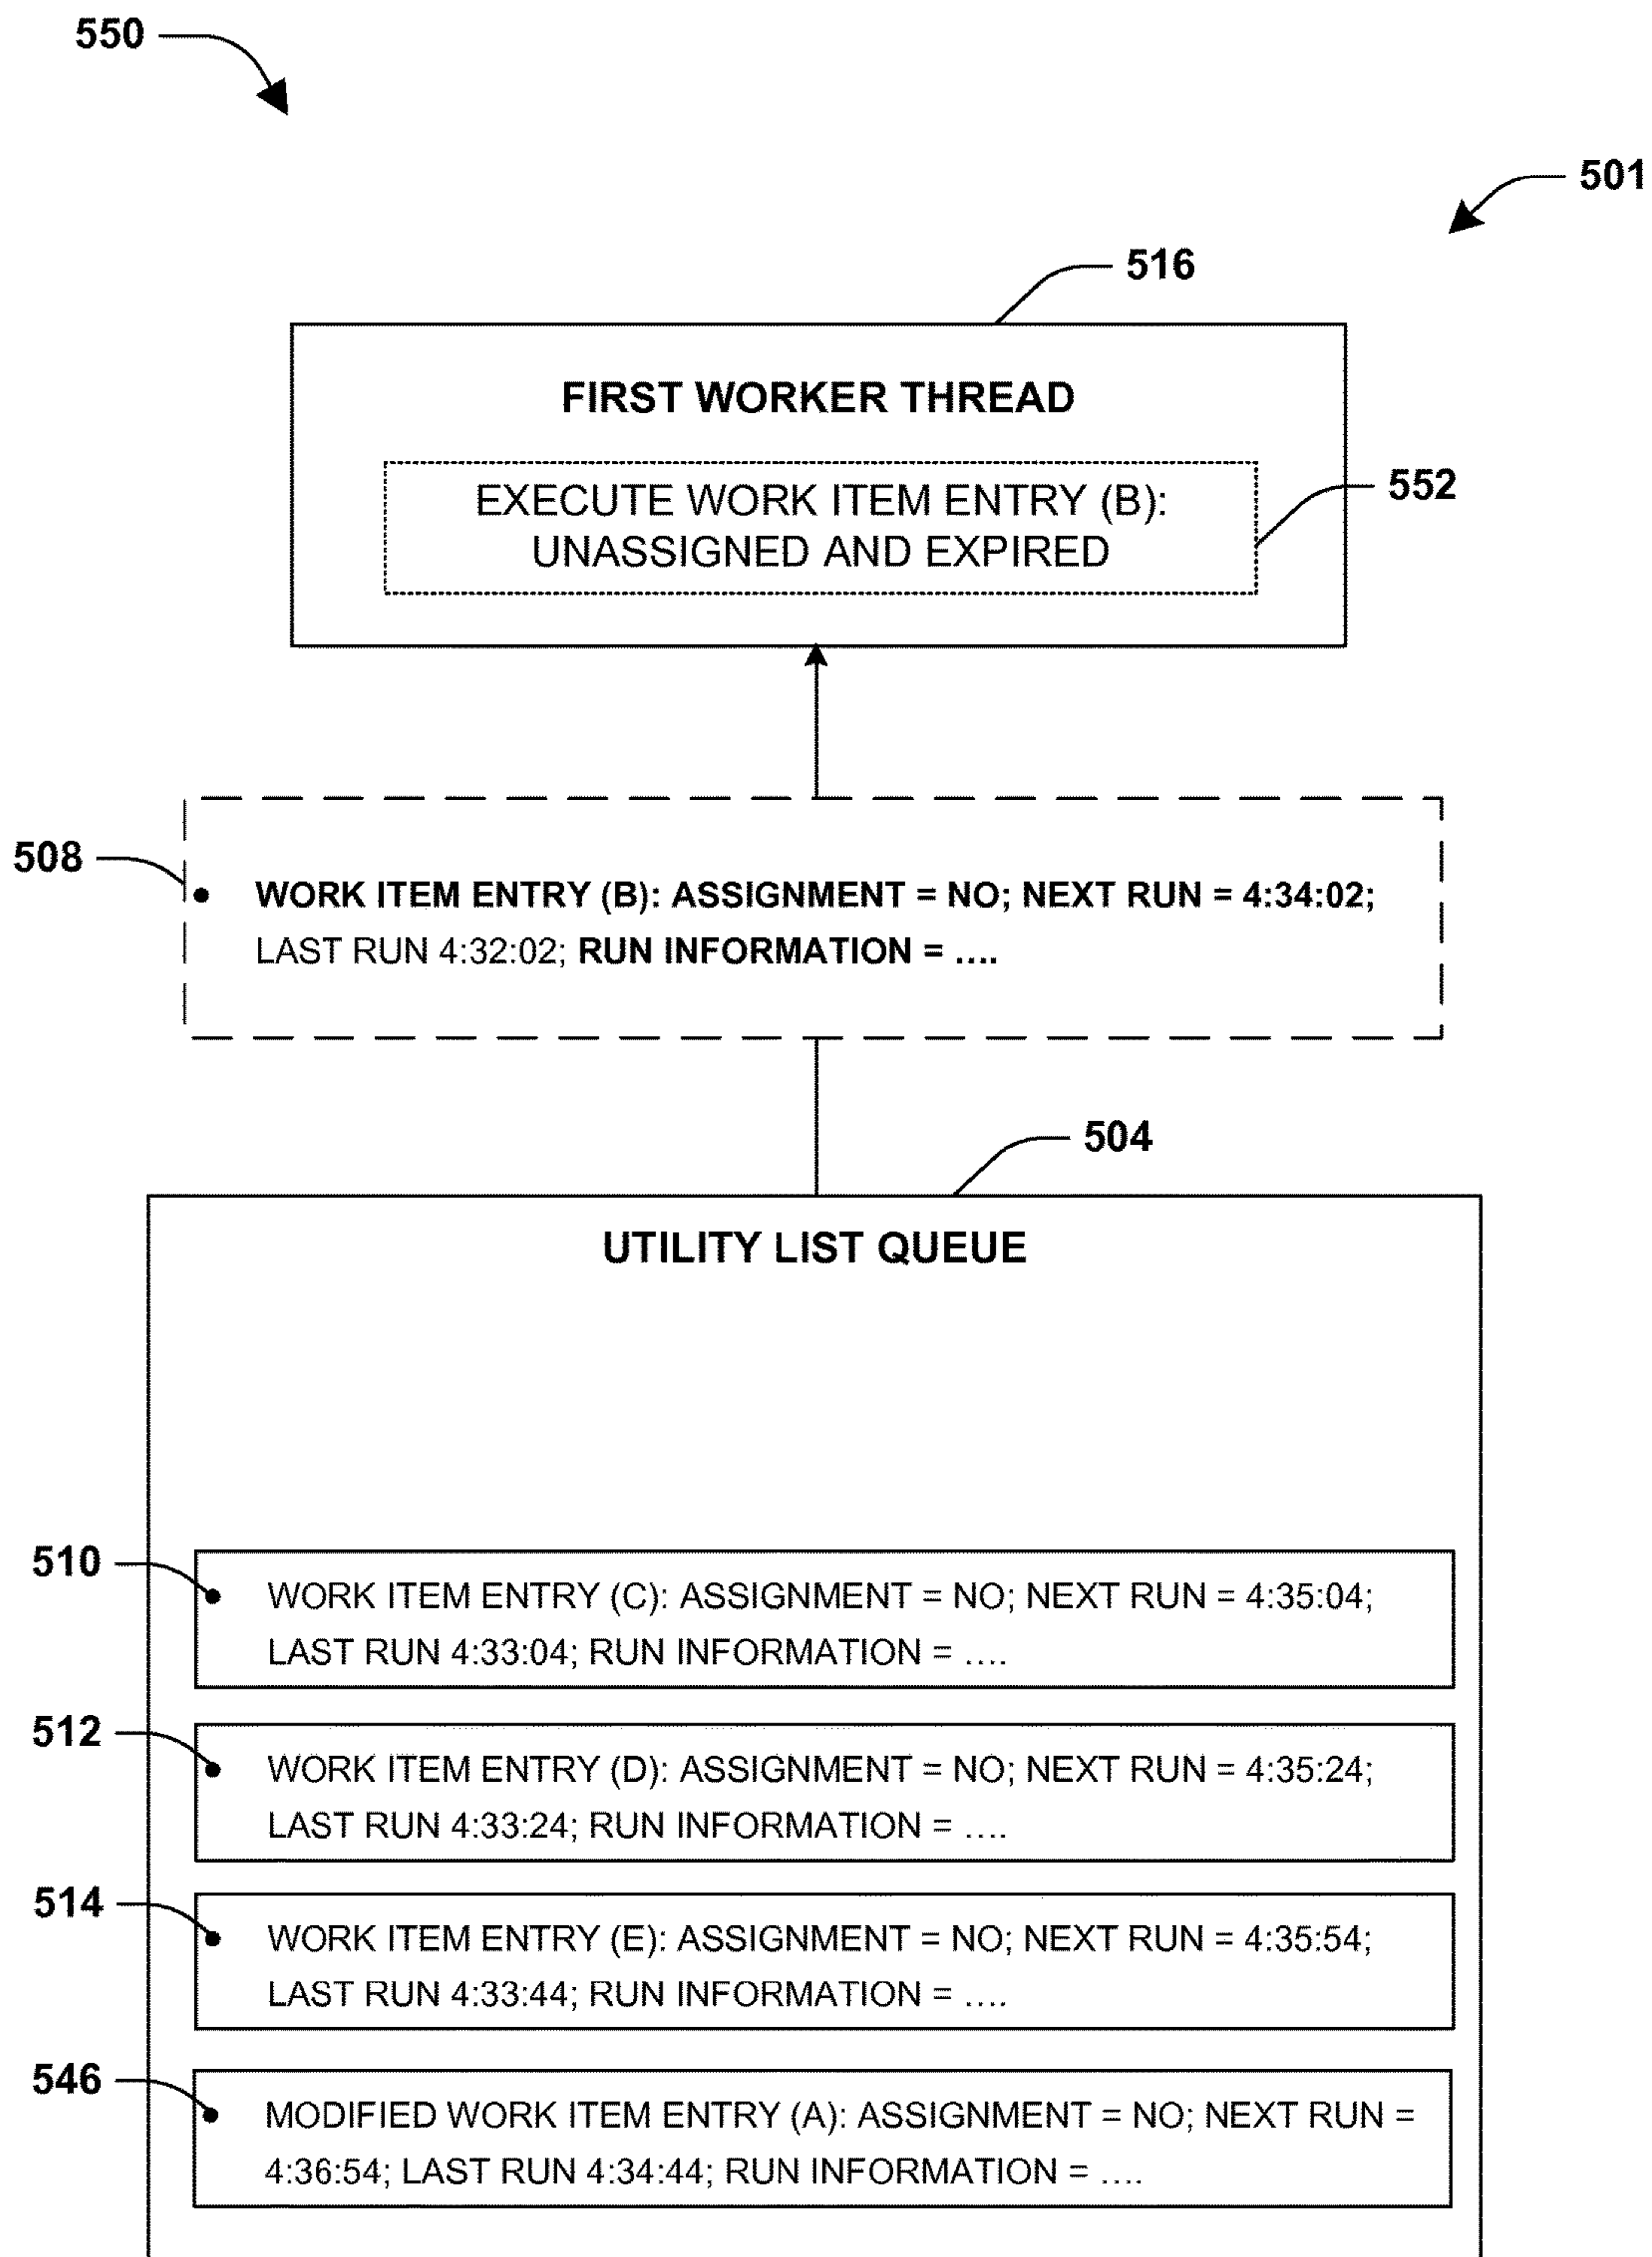 550
501
516
FIRST WORKER THREAD
EXECUTE WORK ITEM ENTRY (B):
UNASSIGNED AND EXPIRED
552
508
• WORK ITEM ENTRY (B): ASSIGNMENT = NO; NEXT RUN = 4:34:02;
LAST RUN 4:32:02; RUN INFORMATION = ....
504
UTILITY LIST QUEUE
510
WORK ITEM ENTRY (C): ASSIGNMENT = NO; NEXT RUN = 4:35:04;
LAST RUN 4:33:04; RUN INFORMATION = ....
512
WORK ITEM ENTRY (D): ASSIGNMENT = NO; NEXT RUN = 4:35:24;
LAST RUN 4:33:24; RUN INFORMATION = ....
514
WORK ITEM ENTRY (E): ASSIGNMENT = NO; NEXT RUN = 4:35:54;
LAST RUN 4:33:44; RUN INFORMATION = ....
546
MODIFIED WORK ITEM ENTRY (A): ASSIGNMENT = NO; NEXT RUN =
4:36:54; LAST RUN 4:34:44; RUN INFORMATION = ....